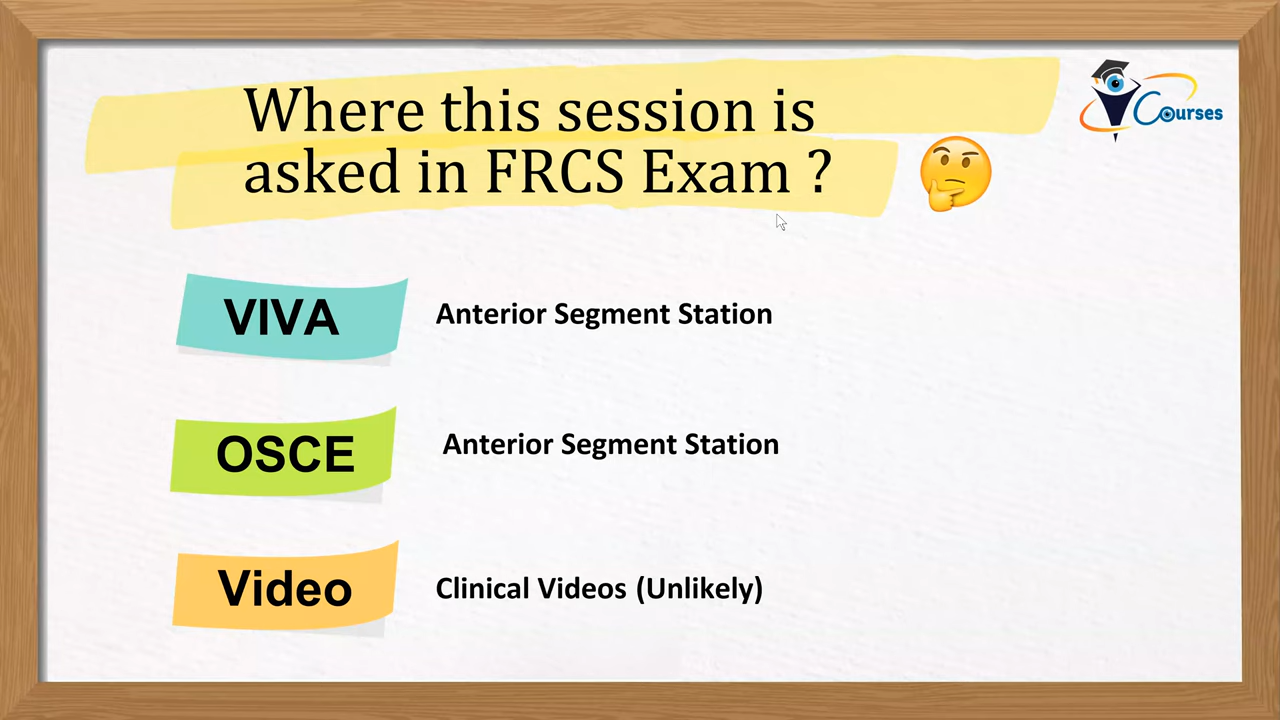 Where this session is
asked in FRCS Exam ?
Courses
VIVA
Anterior Segment Station
OSCE
Anterior Segment Station
Video
Clinical Videos (Unlikely)